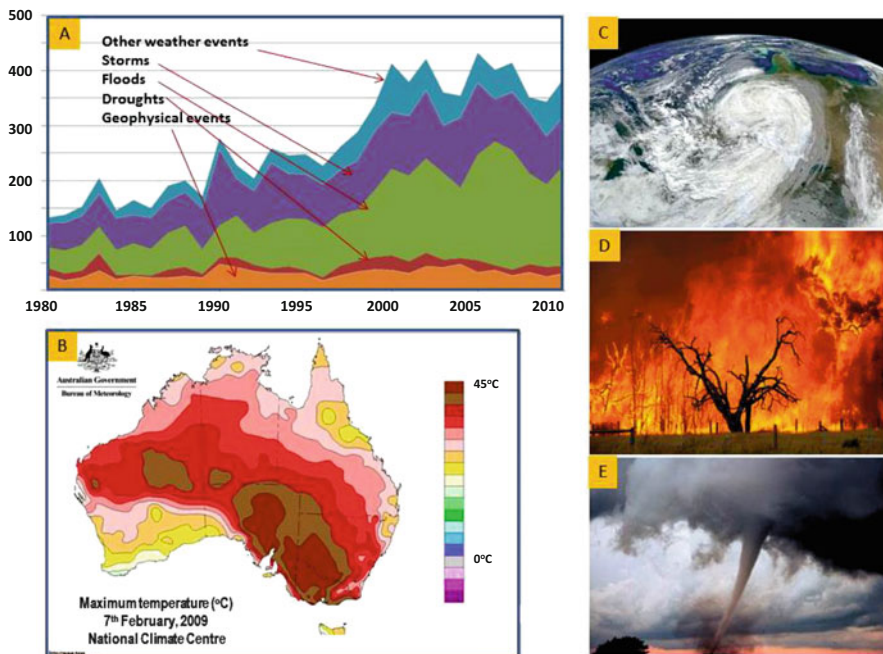 500
400
300
200
100
A
Other weather events
Storms
Floods
Droughts
Geophysical events
1980
1985
1990
1995
2000
2005
2010
B
Australian Government
Bureau of Meteorology
45°C
0°C
Maximum temperature (°C)
7th February, 2009
National Climate Centre
C
D
E